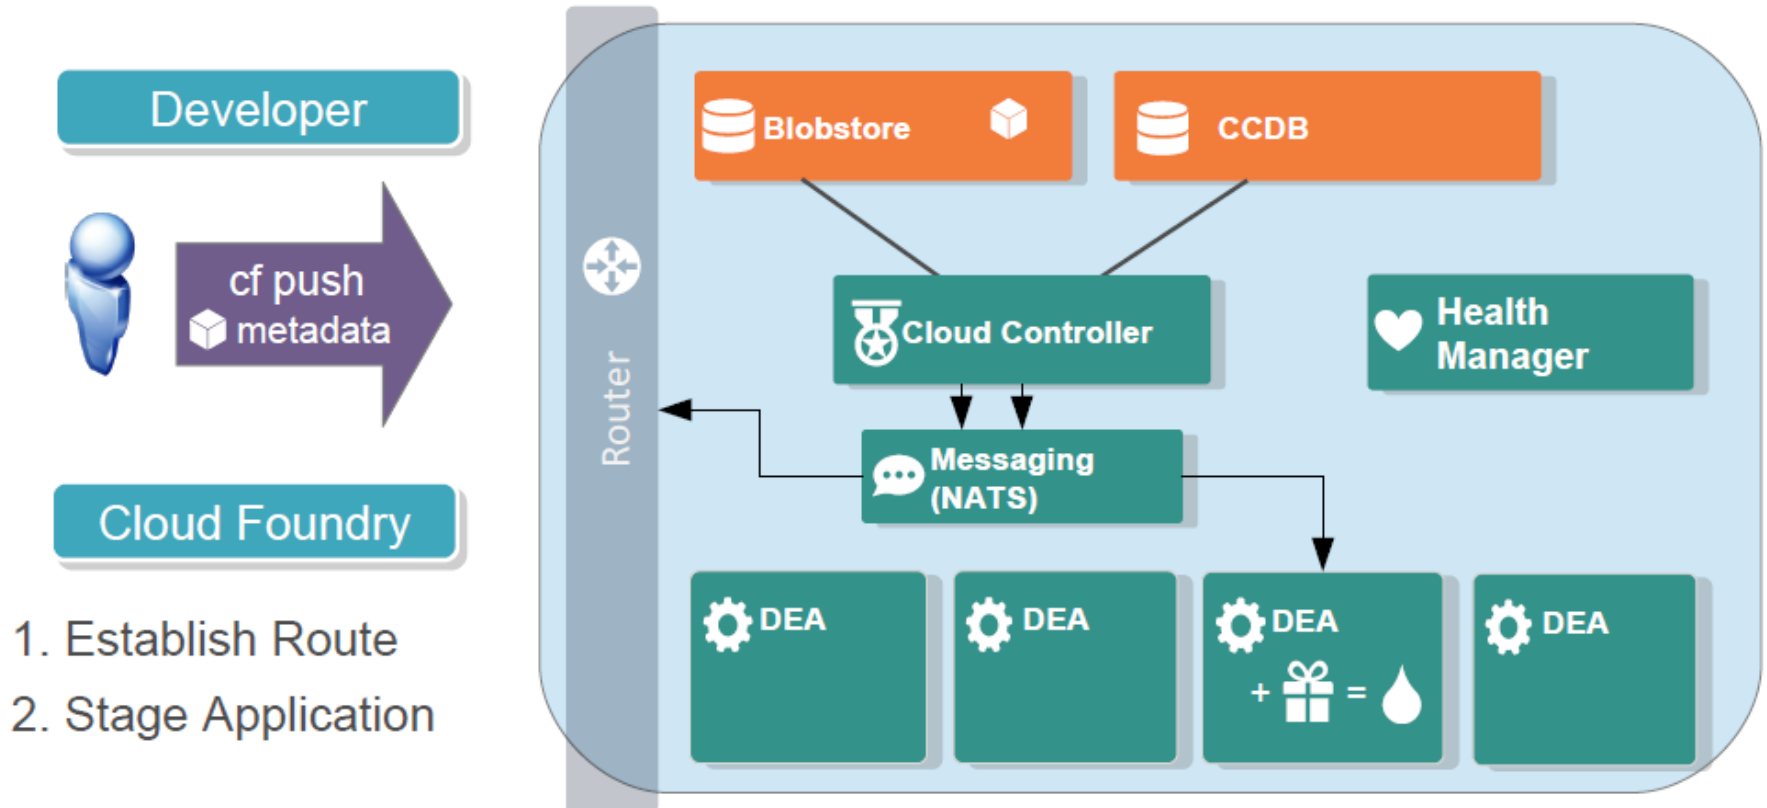 Developer
cf push
metadata
Cloud Foundry
1. Establish Route
2. Stage Application
Router
Blobstore
CCDB
Cloud Controller
Health
Manager
Messaging
(NATS)
DEA
DEA
DEA
+ =
DEA